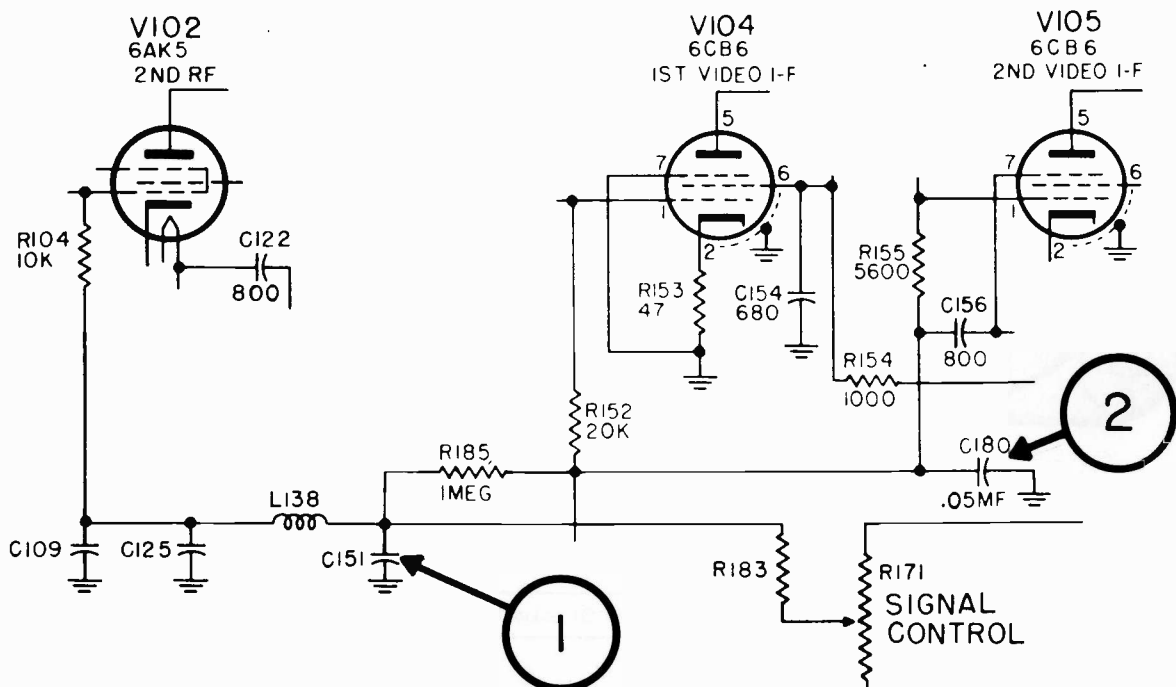 V102
6AK5
2ND RF
V104
6CB6
1ST VIDEO I-F
V105
6CB6
2ND VIDEO I-F
5
7
6
1
2
5
7
6
1
2
R104
10K
C122
800
R153
47
C154
680
R155
5600
C156
800
R154
1000
R152
20K
R185
1MEG
C180
.05MF
2
L138
C109
C125
C151
R183
R171
SIGNAL
CONTROL
1